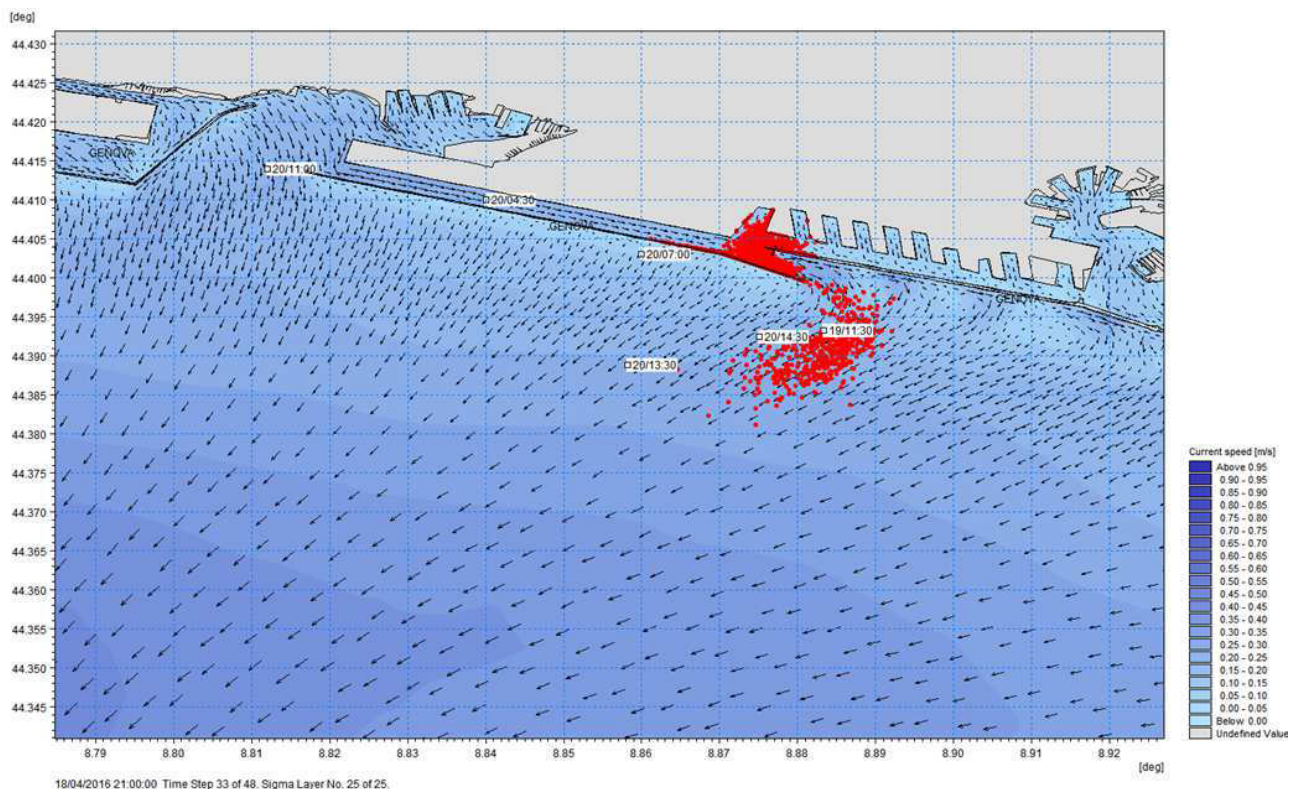 [deg]
44.430
44.425
44.420
44.415
44.410
44.405
44.400
44.395
44.390
44.385
44.380
44.375
44.370
44.365
44.360
44.355
44.350
44.345
GENOVA
20/11:00
20/04:30
GENOVA
20/07:00
GENOVA
20/14:30
19/11:30
20/13:30
8.79 8.80 8.81 8.82 8.83 8.84 8.85 8.86 8.87 8.88 8.89 8.90 8.91 8.92
[deg]
Current speed [m/s]
Above 0.95
0.90 - 0.95
0.85 - 0.90
0.80 - 0.85
0.75 - 0.80
0.70 - 0.75
0.65 - 0.70
0.60 - 0.65
0.55 - 0.60
0.50 - 0.55
0.45 - 0.50
0.40 - 0.45
0.35 - 0.40
0.30 - 0.35
0.25 - 0.30
0.20 - 0.25
0.15 - 0.20
0.10 - 0.15
0.05 - 0.10
0.00 - 0.05
Below 0.00
Undefined Value
18/04/2016 21:00:00 Time Step 33 of 48. Sigma Layer No. 25 of 25.